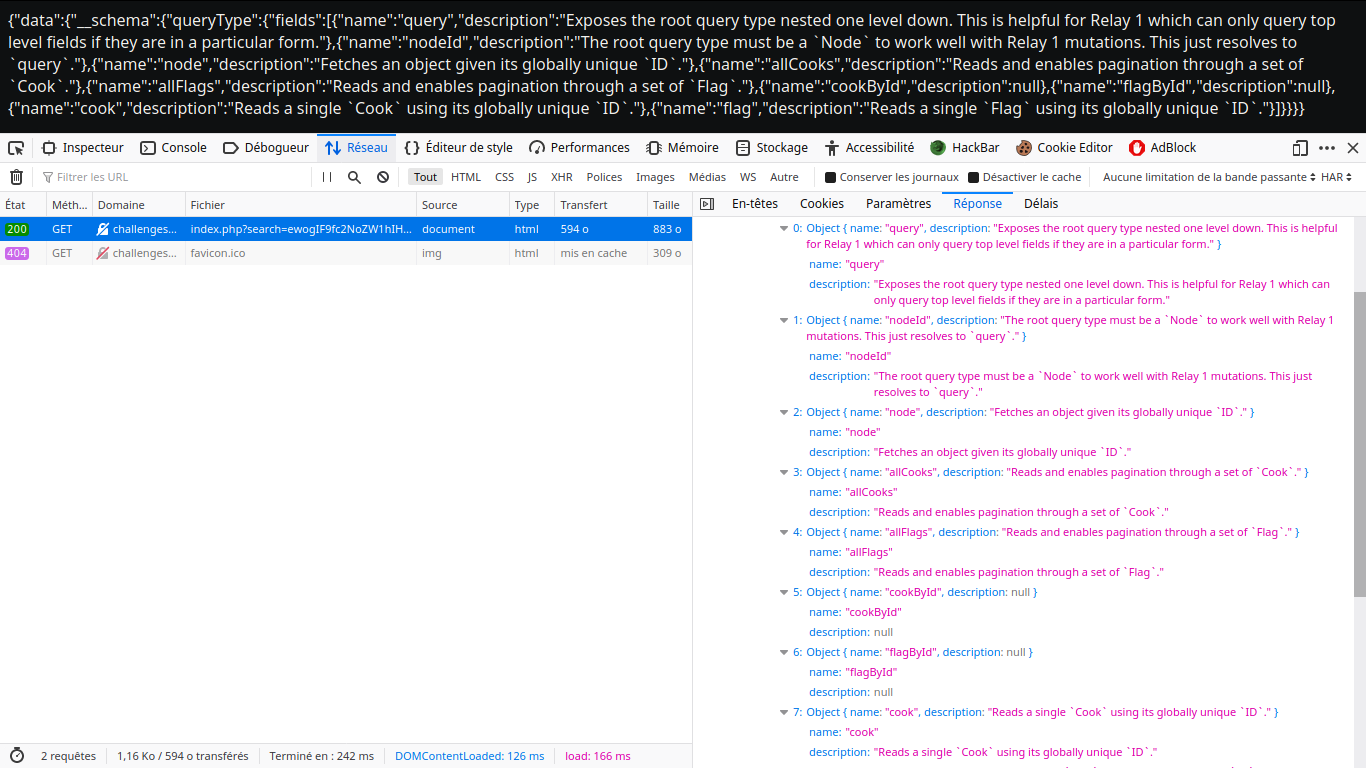 {"data":{"__schema":{"queryType":{"fields":[{"name":"query","description":"Exposes the root query type nested one level down. This is helpful for Relay 1 which can only query top
level fields if they are in a particular form."},{"name":"nodeId","description":"The root query type must be a `Node` to work well with Relay 1 mutations. This just resolves to
`query`."},{"name":"node","description":"Fetches an object given its globally unique `ID`."},{"name":"allCooks","description":"Reads and enables pagination through a set of
`Cook`."},{"name":"allFlags","description":"Reads and enables pagination through a set of `Flag`."},{"name":"cookById","description":null},{"name":"flagById","description":null},
{"name":"cook","description":"Reads a single `Cook` using its globally unique `ID`."},{"name":"flag","description":"Reads a single `Flag` using its globally unique `ID`."}]}}}}
Inspecteur Console Débogueur Réseau Éditeur de style Performances Mémoire Stockage Accessibilité HackBar Cookie Editor AdBlock
Filtrer les URL Tout HTML CSS JS XHR Polices Images Médias WS Autre Conserver les journaux Désactiver le cache Aucune limitation de la bande passante HAR
État Méth... Domaine Fichier Source Type Transfert Taille
200 GET challenges... index.php?search=ewogIF9fc2NoZW1hIH... document html 594 o 883 o
404 GET challenges... favicon.ico img html mis en cache 309 o
2 requêtes 1,16 Ko / 594 o transférés Terminé en : 242 ms DOMContentLoaded: 126 ms load: 166 ms
En-têtes Cookies Paramètres Réponse Délais
0: Object { name: "query", description: "Exposes the root query type nested one level down. This is helpful
for Relay 1 which can only query top level fields if they are in a particular form." }
name: "query"
description: "Exposes the root query type nested one level down. This is helpful for Relay 1 which can
only query top level fields if they are in a particular form."
1: Object { name: "nodeId", description: "The root query type must be a `Node` to work well with Relay 1
mutations. This just resolves to `query`." }
name: "nodeId"
description: "The root query type must be a `Node` to work well with Relay 1 mutations. This just
resolves to `query`."
2: Object { name: "node", description: "Fetches an object given its globally unique `ID`." }
name: "node"
description: "Fetches an object given its globally unique `ID`."
3: Object { name: "allCooks", description: "Reads and enables pagination through a set of `Cook`." }
name: "allCooks"
description: "Reads and enables pagination through a set of `Cook`."
4: Object { name: "allFlags", description: "Reads and enables pagination through a set of `Flag`." }
name: "allFlags"
description: "Reads and enables pagination through a set of `Flag`."
5: Object { name: "cookById", description: null }
name: "cookById"
description: null
6: Object { name: "flagById", description: null }
name: "flagById"
description: null
7: Object { name: "cook", description: "Reads a single `Cook` using its globally unique `ID`." }
name: "cook"
description: "Reads a single `Cook` using its globally unique `ID`."